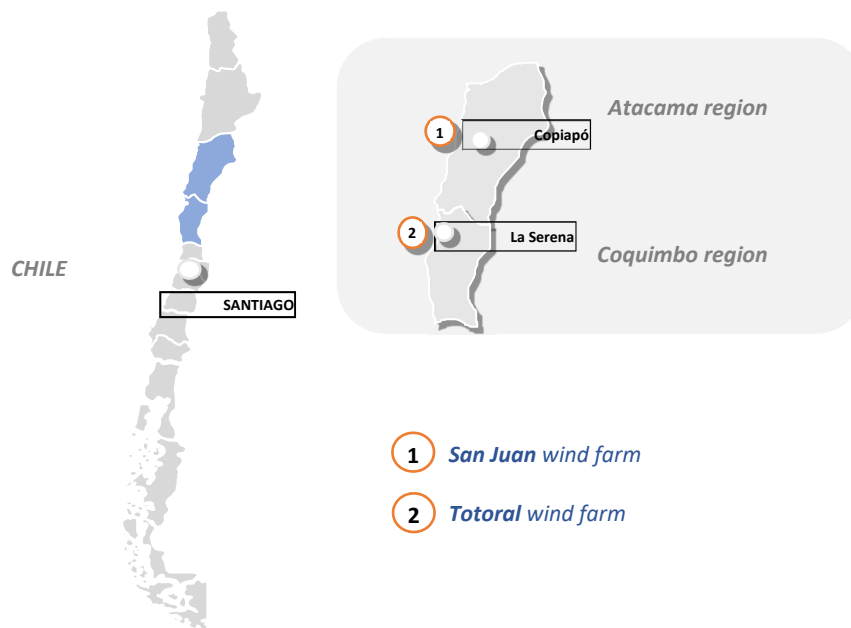 CHILE
SANTIAGO
Atacama region
1
Copiapó
2
La Serena
Coquimbo region
1 San Juan wind farm
2 Totoral wind farm